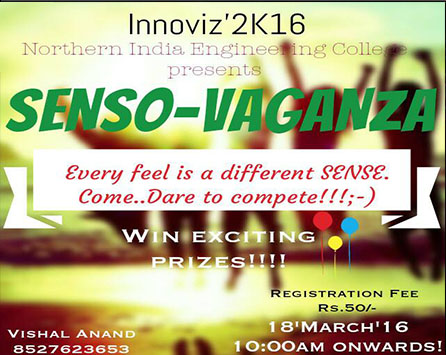 Innoviz'2K16
Northern India Engineering College
presents
SENSO-VAGANZA
Every feel is a different SENSE.
Come..Dare to compete!!!;-)
Win exciting
prizes!!!!
Registration Fee
Rs.50/-
18'March'16
10:00am onwards!
Vishal Anand
8527623653